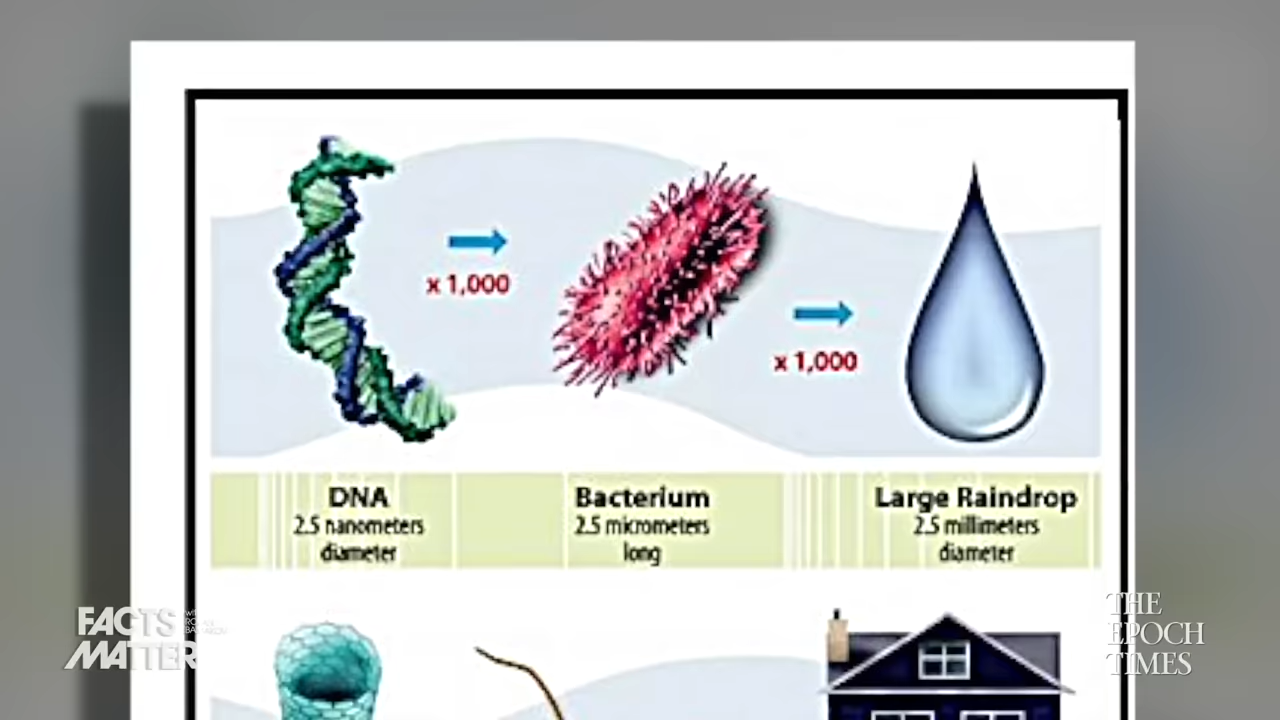 x 1,000
x 1,000
DNA
2.5 nanometers
diameter
Bacterium
2.5 micrometers
long
Large Raindrop
2.5 millimeters
diameter
FACTS
MATTER
THE
EPOCH
TIMES